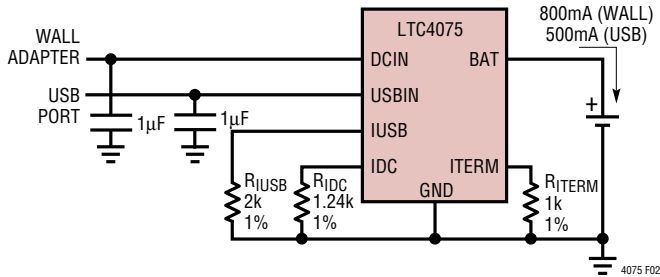 800mA (WALL)
500mA (USB)
LTC4075
WALL
ADAPTER
DCIN
BAT
USB
PORT
USBIN
+
1µF
1µF
IUSB
IDC
ITERM
GND
RIUSB
2k
1%
RIDC
1.24k
1%
RITERM
1k
1%
4075 F02